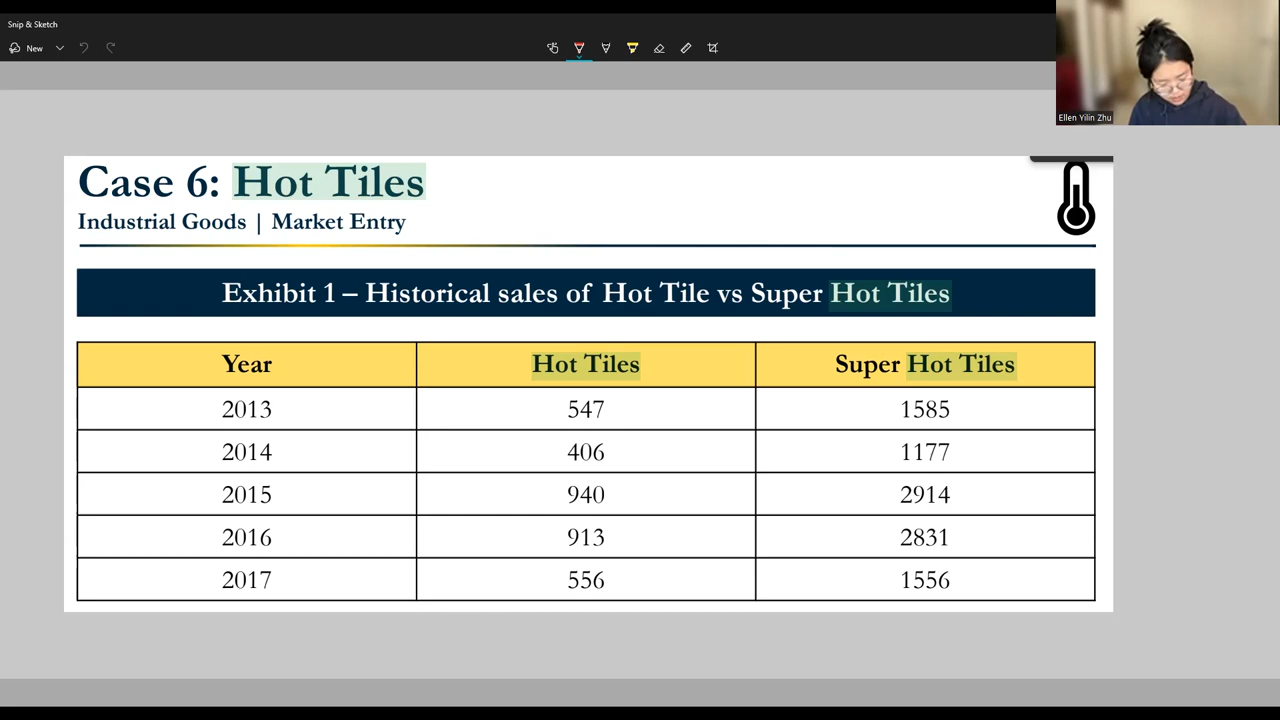 Snip & Sketch
New
Ellen Yilin Zhu
Case 6: Hot Tiles
Industrial Goods | Market Entry
Exhibit 1 – Historical sales of Hot Tile vs Super Hot Tiles
Year Hot Tiles Super Hot Tiles
2013 547 1585
2014 406 1177
2015 940 2914
2016 913 2831
2017 556 1556